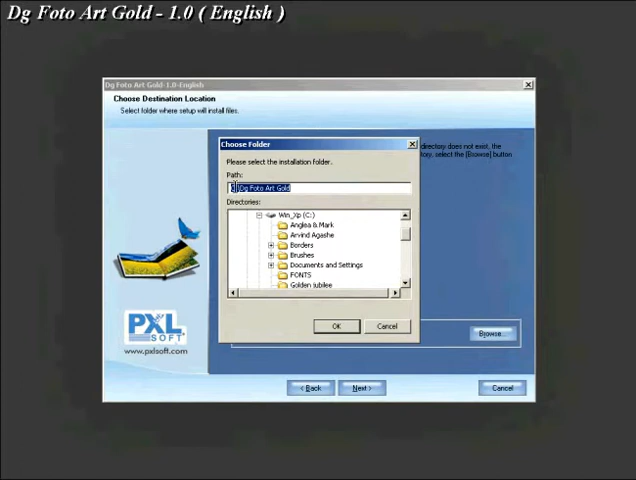 Dg Foto Art Gold - 1.0 ( English )
Dg Foto Art Gold-1.0-English
Choose Destination Location
Select folder where setup will install files.
directory does not exist, the
tory, select the [Browse] button
Choose Folder
Please select the installation folder.
Path:
:\Dg Foto Art Gold
Directories:
Win_Xp (C:)
Anglea & Mark
Arvind Agashe
Borders
Brushes
Documents and Settings
FONTS
Golden jubilee
OK
Cancel
Browse...
PXL
SOFT
www.pxlsoft.com
< Back
Next >
Cancel